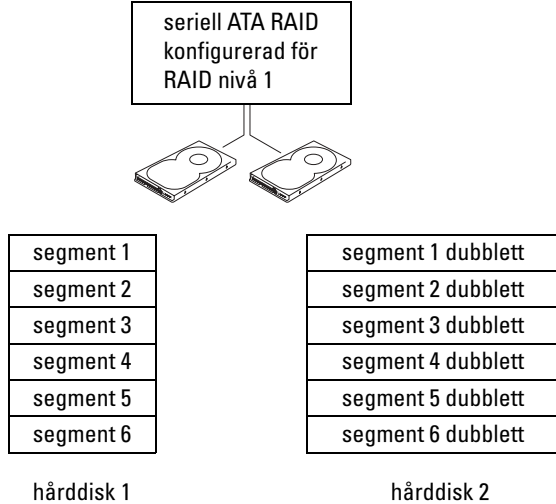 seriell ATA RAID
konfigurerad för
RAID nivå 1
segment 1
segment 2
segment 3
segment 4
segment 5
segment 6
hårddisk 1
segment 1 dubblett
segment 2 dubblett
segment 3 dubblett
segment 4 dubblett
segment 5 dubblett
segment 6 dubblett
hårddisk 2